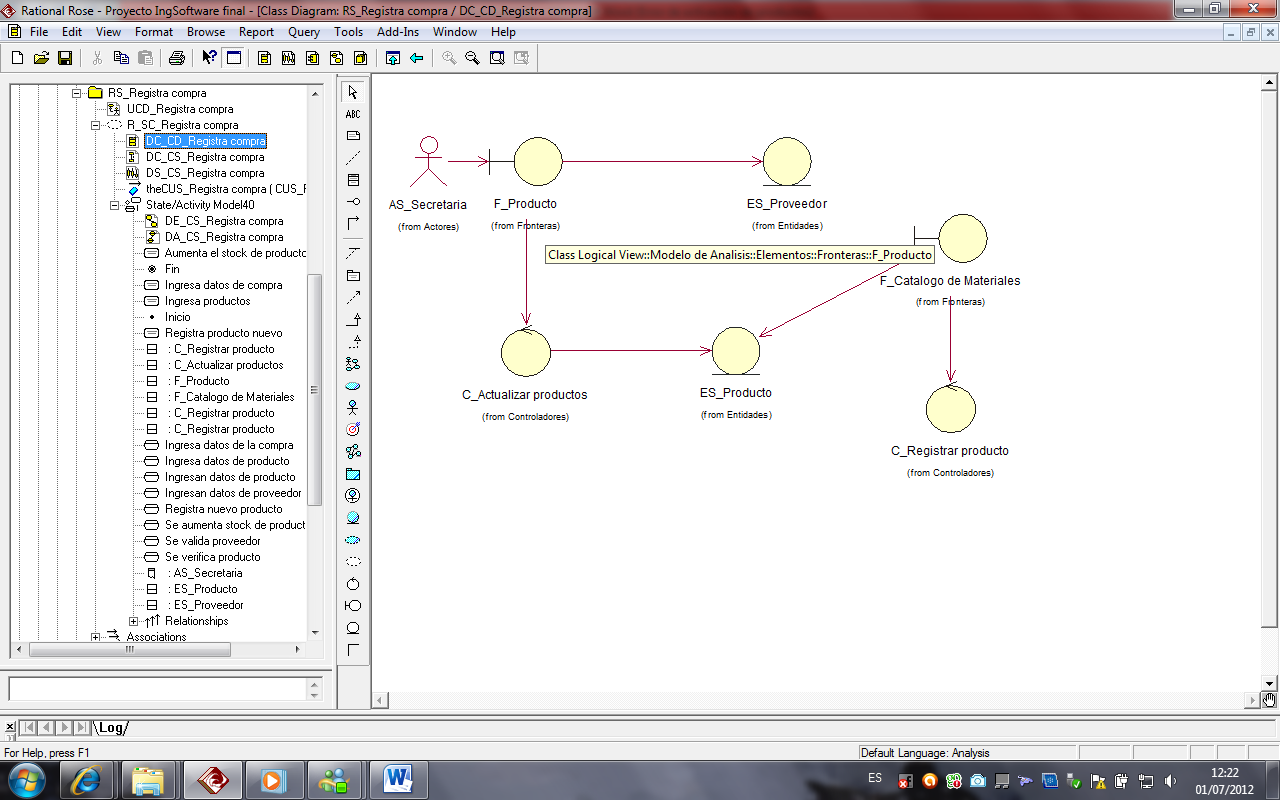 Rational Rose - Proyecto IngSoftware final - [Class Diagram: RS_Registra compra / DC_CD_Registra compra]
File Edit View Format Browse Report Query Tools Add-Ins Window Help
RS_Registra compra
UCD_Registra compra
R_SC_Registra compra
DC_CD_Registra compra
DC_CS_Registra compra
DS_CS_Registra compra
theCUS_Registra compra ( CUS_F
State/Activity Model40
DE_CS_Registra compra
DA_CS_Registra compra
Aumenta el stock de producto
Fin
Ingresa datos de compra
Ingresa productos
Inicio
Registra producto nuevo
: C_Registrar producto
: C_Actualizar productos
: F_Producto
: F_Catalogo de Materiales
: C_Registrar producto
: C_Registrar producto
Ingresa datos de la compra
Ingresa datos de producto
Ingresan datos de producto
Ingresan datos de proveedor
Registra nuevo producto
Se aumenta stock de product
Se valida proveedor
Se verifica producto
: AS_Secretaria
: ES_Producto
: ES_Proveedor
Relationships
Associations
ABC
AS_Secretaria
(from Actores)
F_Producto
(from Fronteras)
ES_Proveedor
(from Entidades)
Class Logical View::Modelo de Analisis::Elementos::Fronteras::F_Producto
F_Catalogo de Materiales
(from Fronteras)
C_Actualizar productos
(from Controladores)
ES_Producto
(from Entidades)
C_Registrar producto
(from Controladores)
\Log/
For Help, press F1
Default Language: Analysis
ES
12:22
01/07/2012